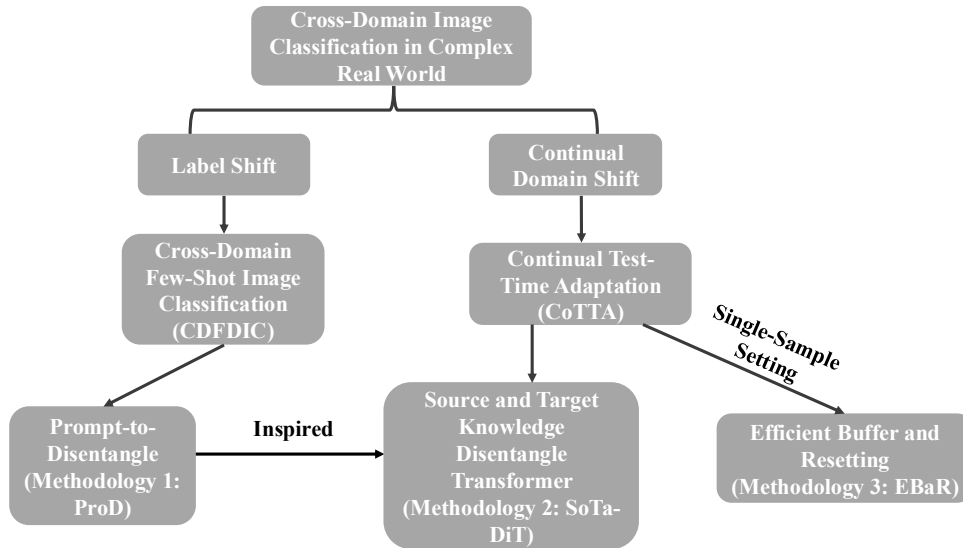 Cross-Domain Image
Classification in Complex
Real World
Label Shift
Continual
Domain Shift
Cross-Domain
Few-Shot Image
Classification
(CDFDIC)
Continual Test-
Time Adaptation
(CoTTA)
Single-Sample
Setting
Prompt-to-
Disentangle
(Methodology 1:
ProD)
Inspired
Source and Target
Knowledge
Disentangle
Transformer
(Methodology 2: SoTa-
DiT)
Efficient Buffer and
Resetting
(Methodology 3: EBaR)